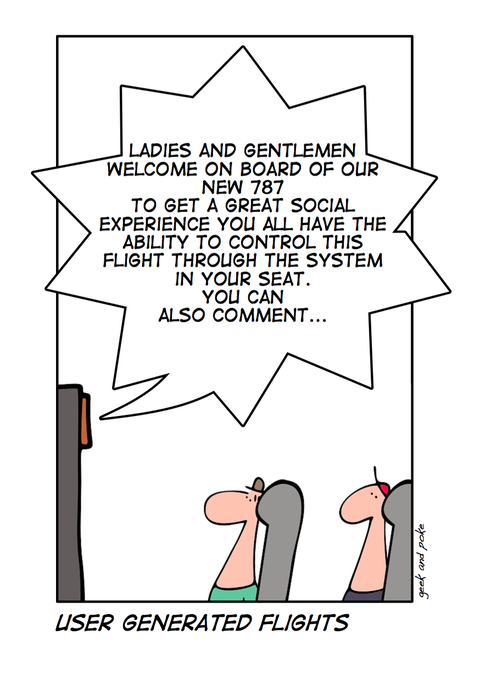 LADIES AND GENTLEMEN
WELCOME ON BOARD OF OUR
NEW 787
TO GET A GREAT SOCIAL
EXPERIENCE YOU ALL HAVE THE
ABILITY TO CONTROL THIS
FLIGHT THROUGH THE SYSTEM
IN YOUR SEAT.
YOU CAN
ALSO COMMENT...
geek and poke
USER GENERATED FLIGHTS